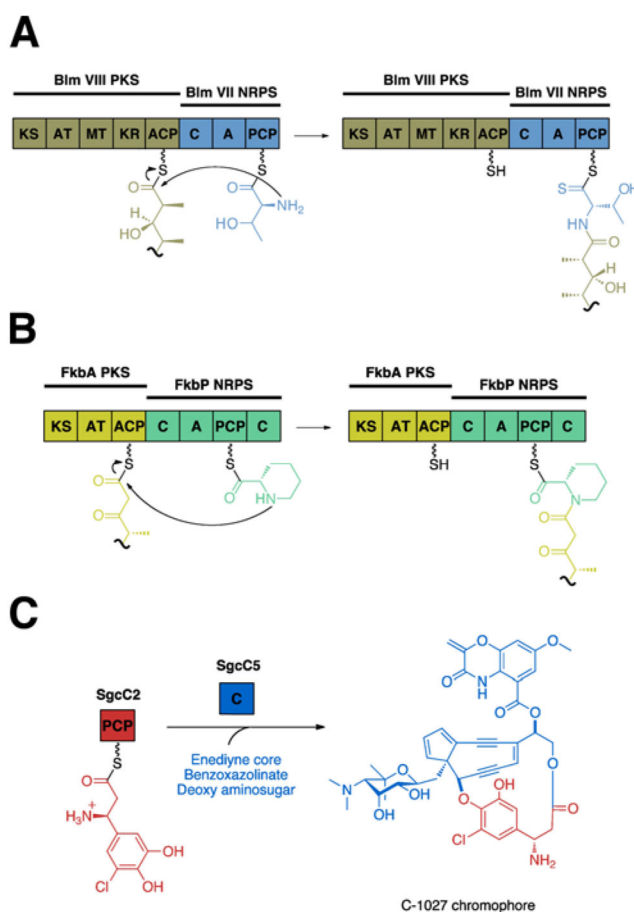 A
Blm VIII PKS
Blm VII NRPS
KS AT MT KR ACP C A PCP
S
O
O
S
NH₂
H
HO
HO
Blm VIII PKS
Blm VII NRPS
KS AT MT KR ACP C A PCP
SH
S
S
OH
HN
O
H
OH
B
FkbA PKS
FkbP NRPS
KS AT ACP C A PCP C
S
S
O
O
HN
O
FkbA PKS
FkbP NRPS
KS AT ACP C A PCP C
SH
S
O
N
O
O
C
SgcC2
PCP
S
O
H₃N+
OH
Cl
OH
SgcC5
C
Enediyne core
Benzoxazolinate
Deoxy aminosugar
O
O
O
N
H
O
O
O
O
N
HO
OH
O
OH
O
Cl
O
NH₂
C-1027 chromophore